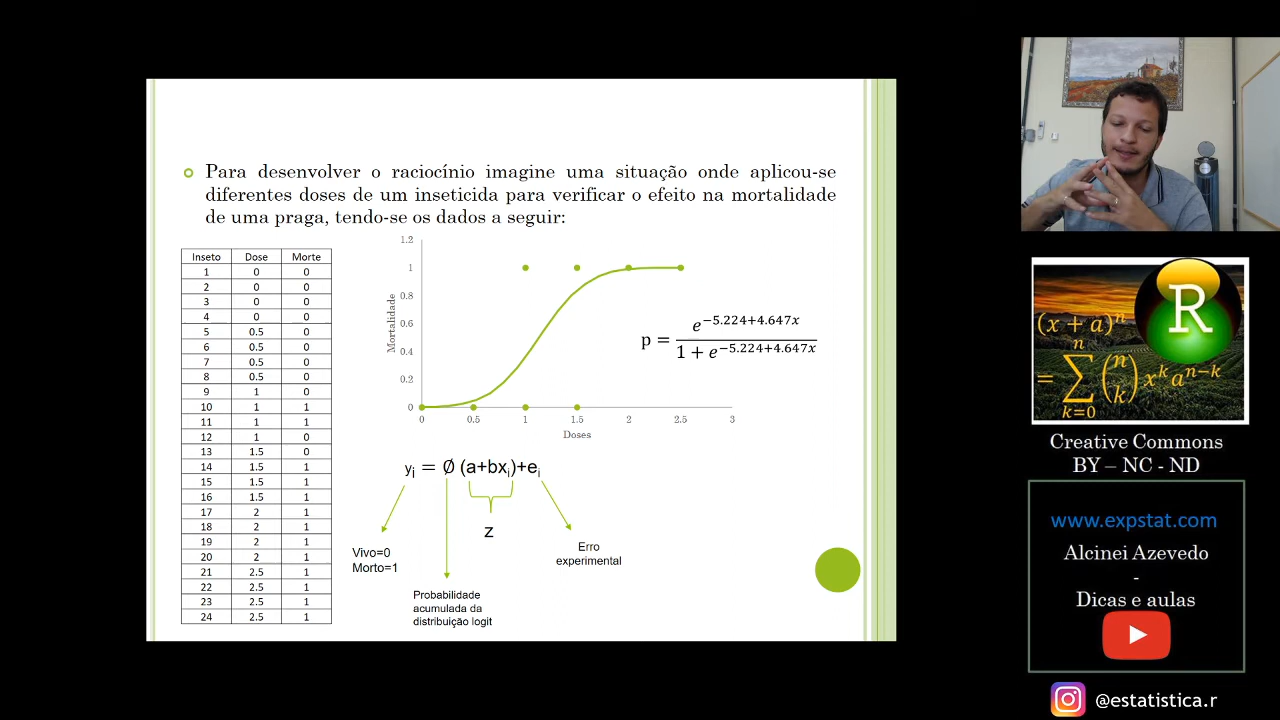 Para desenvolver o raciocínio imagine uma situação onde aplicou-se
diferentes doses de um inseticida para verificar o efeito na mortalidade
de uma praga, tendo-se os dados a seguir:
Inseto Dose Morte
1 0 0
2 0 0
3 0 0
4 0 0
5 0.5 0
6 0.5 0
7 0.5 0
8 0.5 0
9 1 0
10 1 1
11 1 1
12 1 0
13 1.5 0
14 1.5 1
15 1.5 1
16 1.5 1
17 2 1
18 2 1
19 2 1
20 2 1
21 2.5 1
22 2.5 1
23 2.5 1
24 2.5 1
Mortalidade
1.2
1
0.8
0.6
0.4
0.2
0
0 0.5 1 1.5 2 2.5 3
Doses
p = e^{-5.224+4.647x} / (1 + e^{-5.224+4.647x})
y_i = Ø (a+bx_i)+e_i
z
Vivo=0
Morto=1
Probabilidade
acumulada da
distribuição logit
Erro
experimental
R
(x + a)^n
= ∑_{k=0}^{n} (n k) x^k a^{n-k}
Creative Commons
BY – NC - ND
www.expstat.com
Alcinei Azevedo
-
Dicas e aulas
@estatistica.r